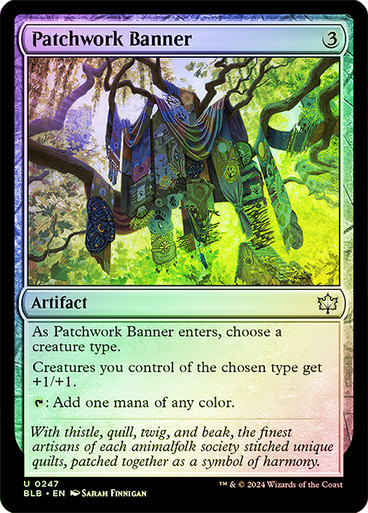 Patchwork Banner 3
Artifact
As Patchwork Banner enters, choose a
creature type.
Creatures you control of the chosen type get
+1/+1.
: Add one mana of any color.
With thistle, quill, twig, and beak, the finest
artisans of each animalfolk society stitched unique
quilts, patched together as a symbol of harmony.
U 0247
BLB • EN SARAH FINNIGAN
™ & © 2024 Wizards of the Coast